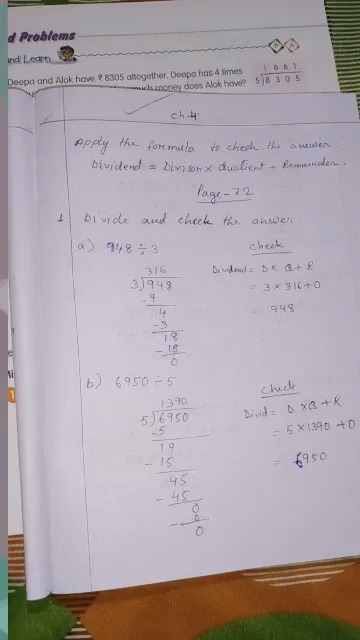 d Problems
and Learn
Deepa and Alok have ₹ 8305 altogether. Deepa has 4 times
much money does Alok have?
1 6 6 1
5)8 3 0 5
Ch-4
Apply the formula to check the answer.
Dividend = Divisor × Quotient + Remainder.
Page-72
1 Divide and check the answer
a) 948 ÷ 3
316
3)948
-9
4
-3
18
-18
0
check
Dividend = D × Q + R
= 3 × 316 + 0
= 948
b) 6950 ÷ 5
1390
5)6950
-5
19
- 15
45
- 45
0
- 0
0
check
Divid = D × Q + R
= 5 × 1390 + 0
= 6950